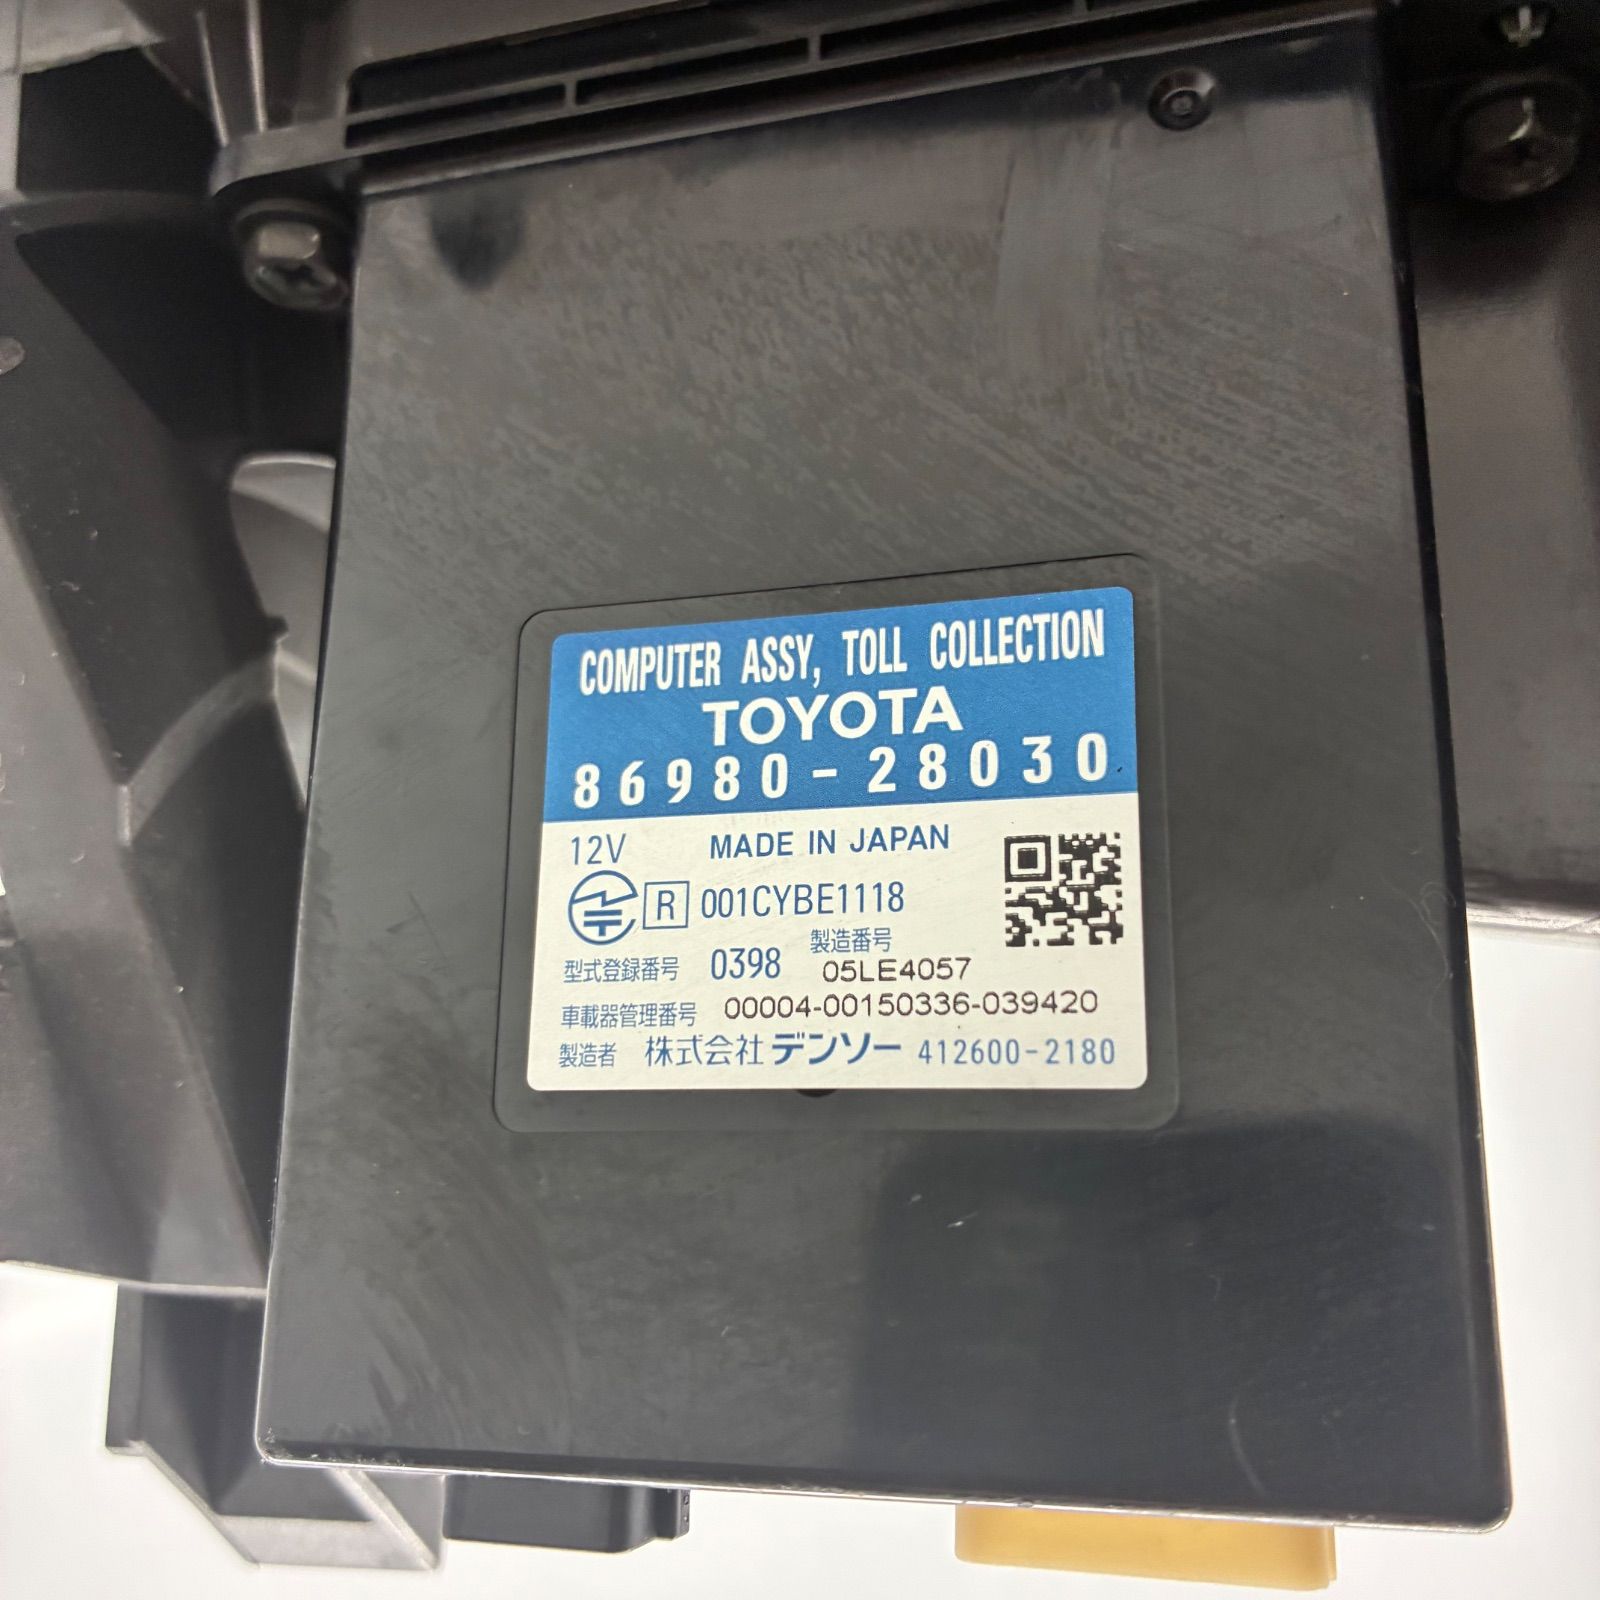 COMPUTER ASSY, TOLL COLLECTION
TOYOTA
86980-28030
12V MADE IN JAPAN
R 001CYBE1118
型式登録番号 0398 製造番号 05LE4057
車載器管理番号 00004-00150336-039420
製造者 株式会社デンソー 412600-2180